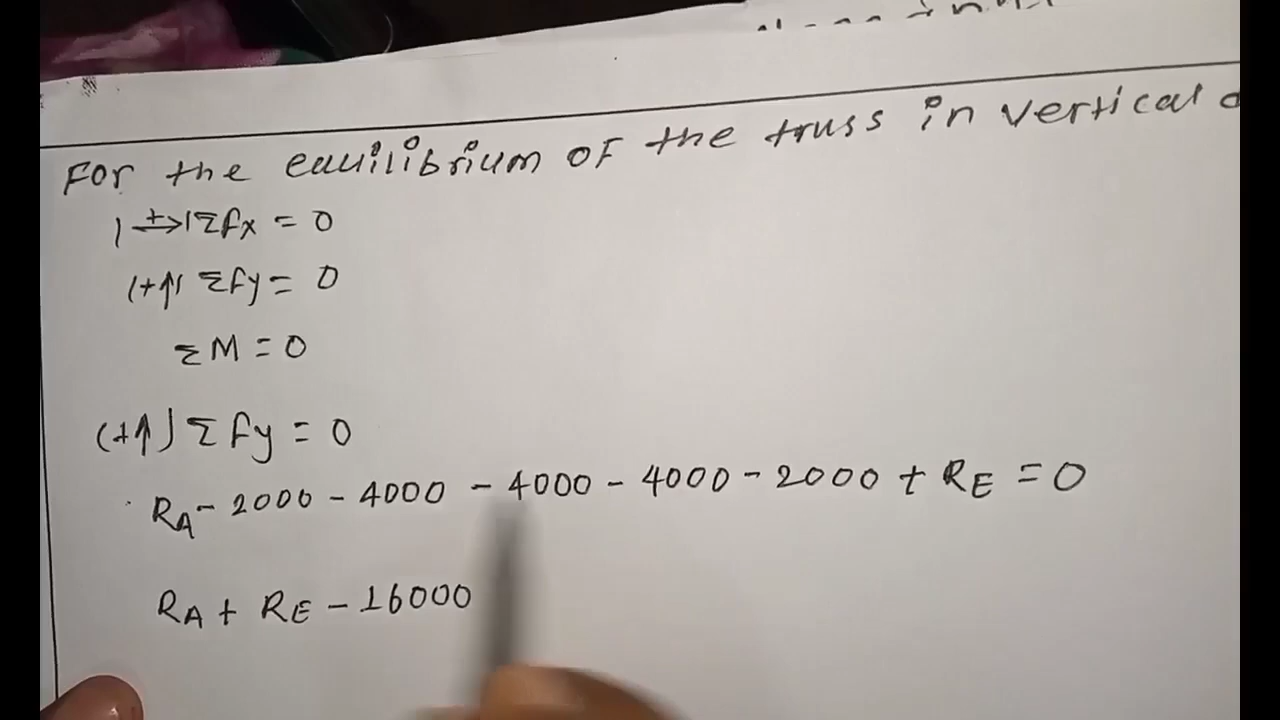 For the equilibrium of the truss in vertical
(+→) ΣFx = 0
(+↑) ΣFy = 0
ΣM = 0
(+↑) ΣFy = 0
RA - 2000 - 4000 - 4000 - 4000 - 2000 + RE = 0
RA + RE - 16000